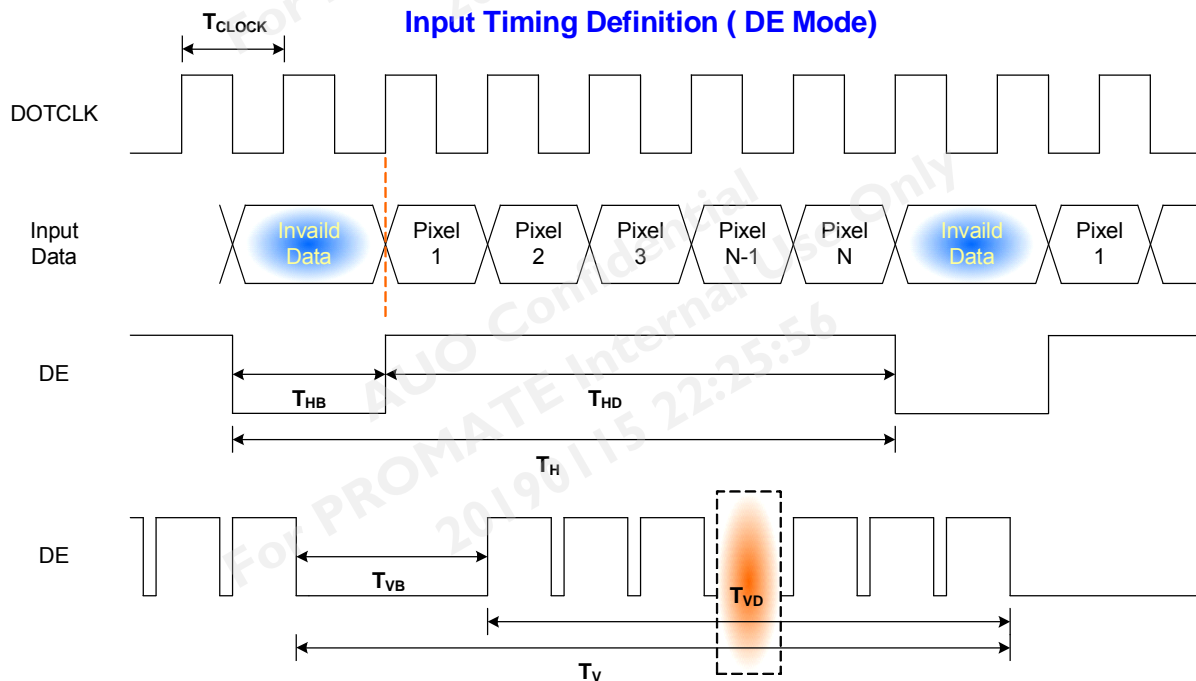 Input Timing Definition ( DE Mode)
TCLOCK
DOTCLK
Input
Data
Invaild
Data
Pixel
1
Pixel
2
Pixel
3
Pixel
N-1
Pixel
N
Invaild
Data
Pixel
1
DE
THB
THD
TH
DE
TVB
TVD
TV
AUO Confidential
For PROMATE Internal Use Only
20190115 22:25:56